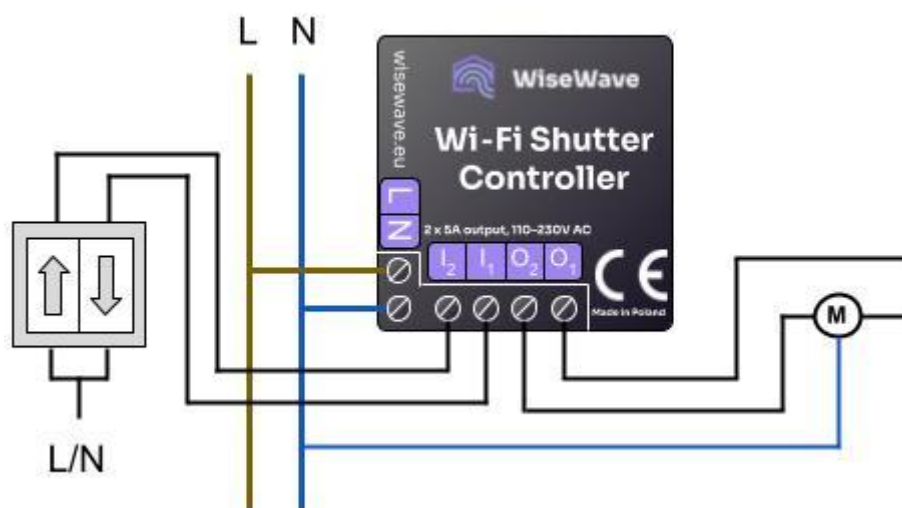 L N
wisewave.eu
WiseWave
Wi-Fi Shutter
Controller
L
N
2 x 5A output, 110-230V AC
I₂ I₁ O₂ O₁
CE
Made in Poland
M
L/N